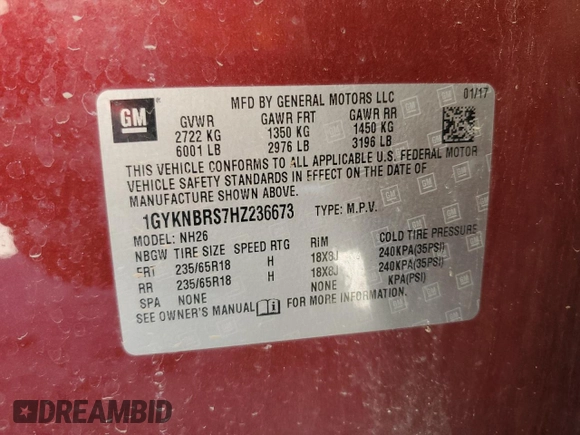 GM
MFD BY GENERAL MOTORS LLC
01/17
GVWR GAWR FRT GAWR RR
2722 KG 1350 KG 1450 KG
6001 LB 2976 LB 3196 LB
THIS VEHICLE CONFORMS TO ALL APPLICABLE U.S. FEDERAL MOTOR
VEHICLE SAFETY STANDARDS IN EFFECT ON THE DATE OF
MANUFACTURE SHOWN ABOVE.
1GYKNBRS7HZ236673 TYPE: M.P.V.
MODEL: NH26
NBGW TIRE SIZE SPEED RTG RIM COLD TIRE PRESSURE
FRT 235/65R18 H 18X8J 240KPA(35PSI)
RR 235/65R18 H 18X8J 240KPA(35PSI)
SPA NONE NONE KPA(PSI)
SEE OWNER'S MANUAL FOR MORE INFORMATION
DREAMBID